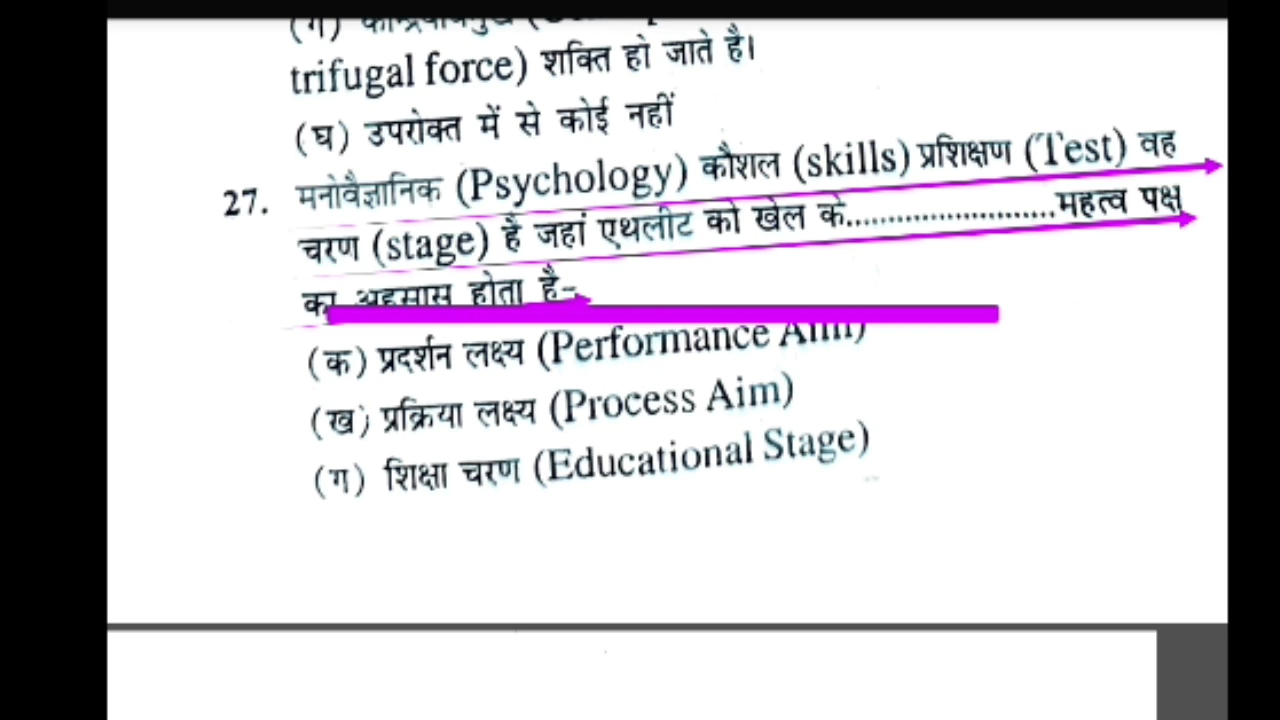 trifugal force) शक्ति हो जाते है।
(घ) उपरोक्त में से कोई नहीं
27. मनोवैज्ञानिक (Psychology) कौशल (skills) प्रशिक्षण (Test) वह
चरण (stage) है जहां एथलीट को खेल के.........................महत्व पक्ष
का अहसास होता है-
(क) प्रदर्शन लक्ष्य (Performance Aim)
(ख) प्रक्रिया लक्ष्य (Process Aim)
(ग) शिक्षा चरण (Educational Stage)